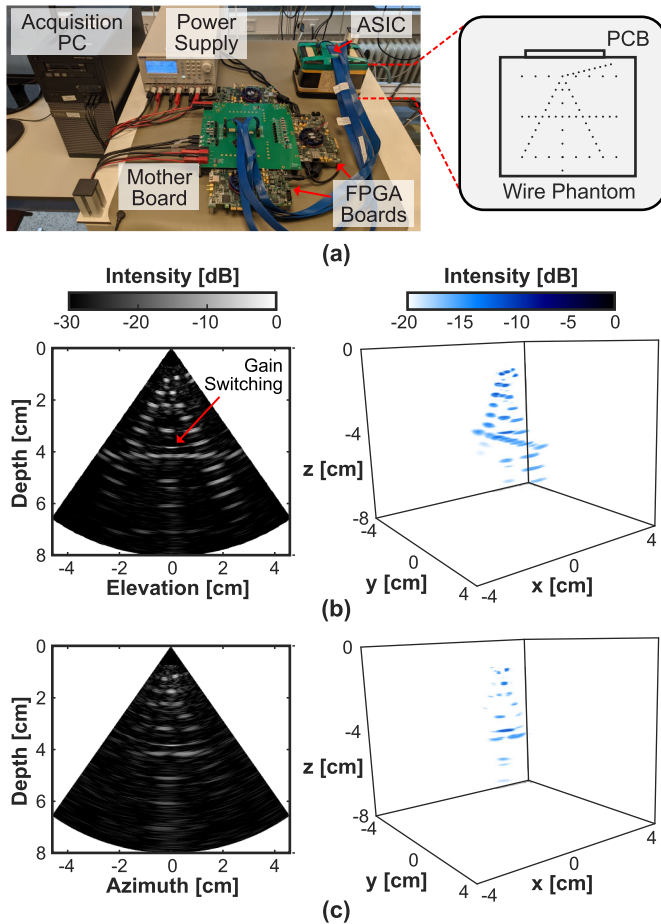 Acquisition
PC
Power
Supply
ASIC
Mother
Board
FPGA
Boards
PCB
Wire Phantom
(a)
Intensity [dB]
-30 -20 -10 0
Intensity [dB]
-20 -15 -10 -5 0
Gain
Switching
0
2
4
6
8
Depth [cm]
-4 -2 0 2 4
Elevation [cm]
0
-4
-8
z [cm]
-4
0
4
y [cm]
-4
0
4
x [cm]
(b)
0
2
4
6
8
Depth [cm]
-4 -2 0 2 4
Azimuth [cm]
0
-4
-8
z [cm]
-4
0
4
y [cm]
-4
0
4
x [cm]
(c)